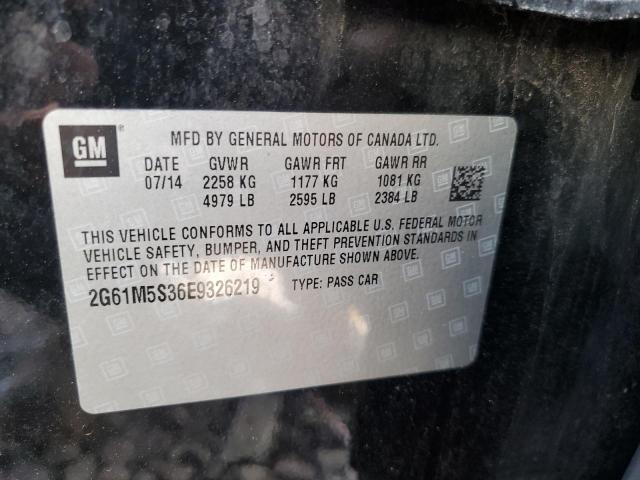 GM
MFD BY GENERAL MOTORS OF CANADA LTD.
DATE GVWR GAWR FRT GAWR RR
07/14 2258 KG 1177 KG 1081 KG
4979 LB 2595 LB 2384 LB
THIS VEHICLE CONFORMS TO ALL APPLICABLE U.S. FEDERAL MOTOR
VEHICLE SAFETY, BUMPER, AND THEFT PREVENTION STANDARDS IN
EFFECT ON THE DATE OF MANUFACTURE SHOWN ABOVE.
2G61M5S36E9326219 TYPE: PASS CAR